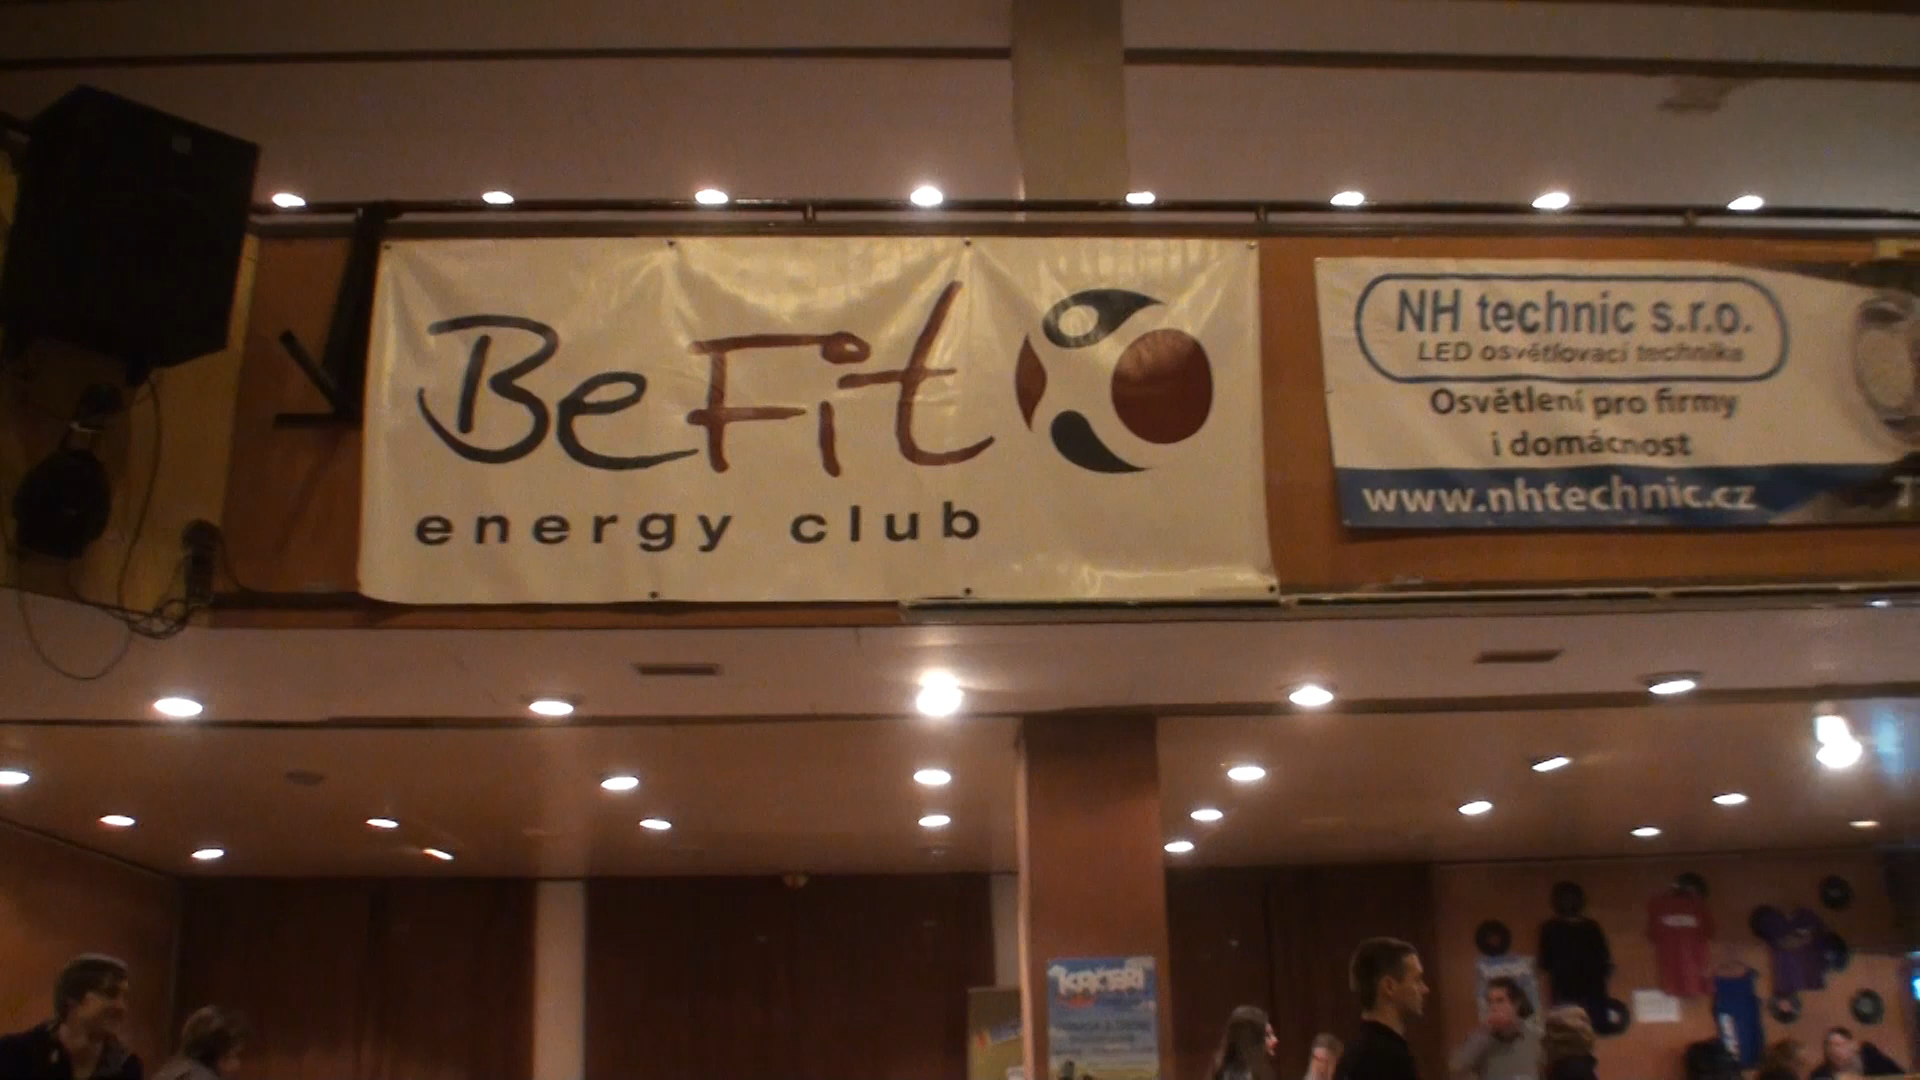 BeFit
energy club
NH technic s.r.o.
LED osvětlovací technika
Osvětlení pro firmy
i domácnost
www.nhtechnic.cz